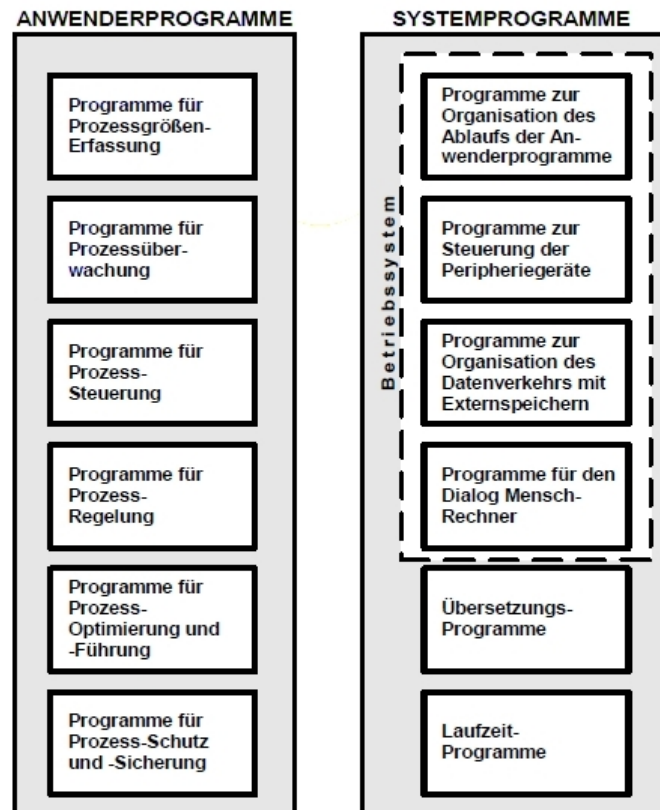 ANWENDERPROGRAMME
Programme für
Prozessgrößen-
Erfassung
Programme für
Prozessüber-
wachung
Programme für
Prozess-
Steuerung
Programme für
Prozess-
Regelung
Programme für
Prozess-
Optimierung und
-Führung
Programme für
Prozess-Schutz
und -Sicherung
SYSTEMPROGRAMME
Betriebssystem
Programme zur
Organisation des
Ablaufs der An-
wenderprogramme
Programme zur
Steuerung der
Peripheriegeräte
Programme zur
Organisation des
Datenverkehrs mit
Externspeichern
Programme für den
Dialog Mensch-
Rechner
Übersetzungs-
Programme
Laufzeit-
Programme